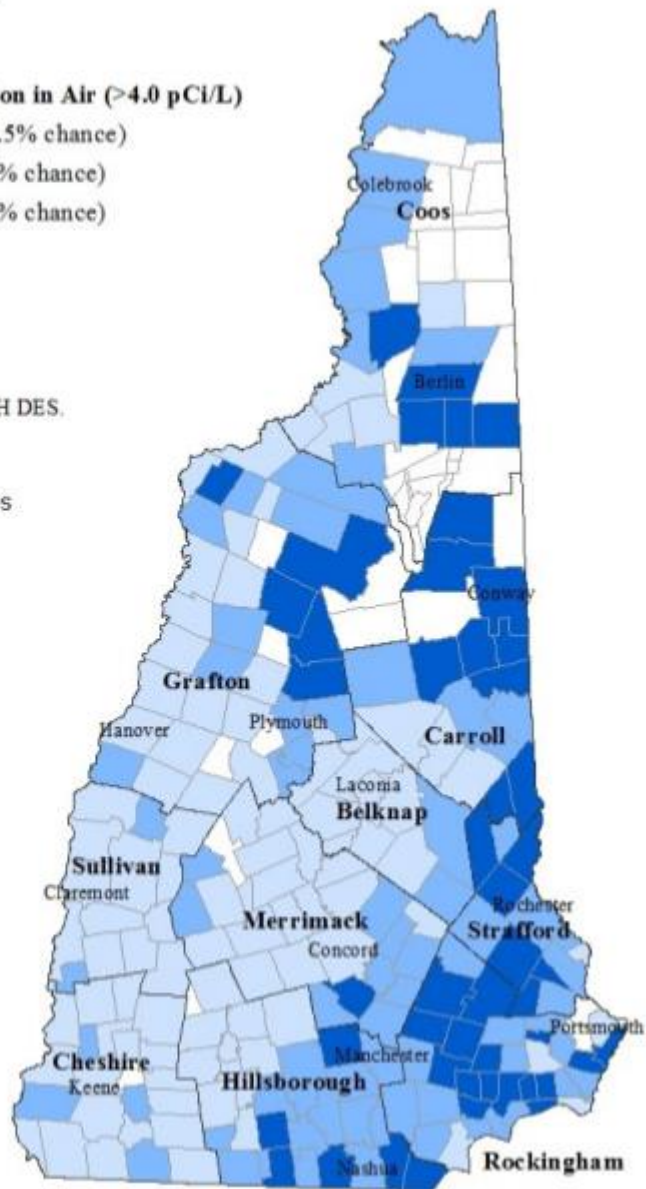 on in Air (>4.0 pCi/L)
.5% chance)
% chance)
% chance)
Colebrook
Coos
Berlin
H DES.
s
Conway
Grafton
Hanover
Plymouth
Carroll
Laconia
Belknap
Sullivan
Claremont
Rochester
Merrimack
Strafford
Concord
Portsmouth
Manchester
Cheshire
Hillsborough
Keene
Rockingham
Nashua